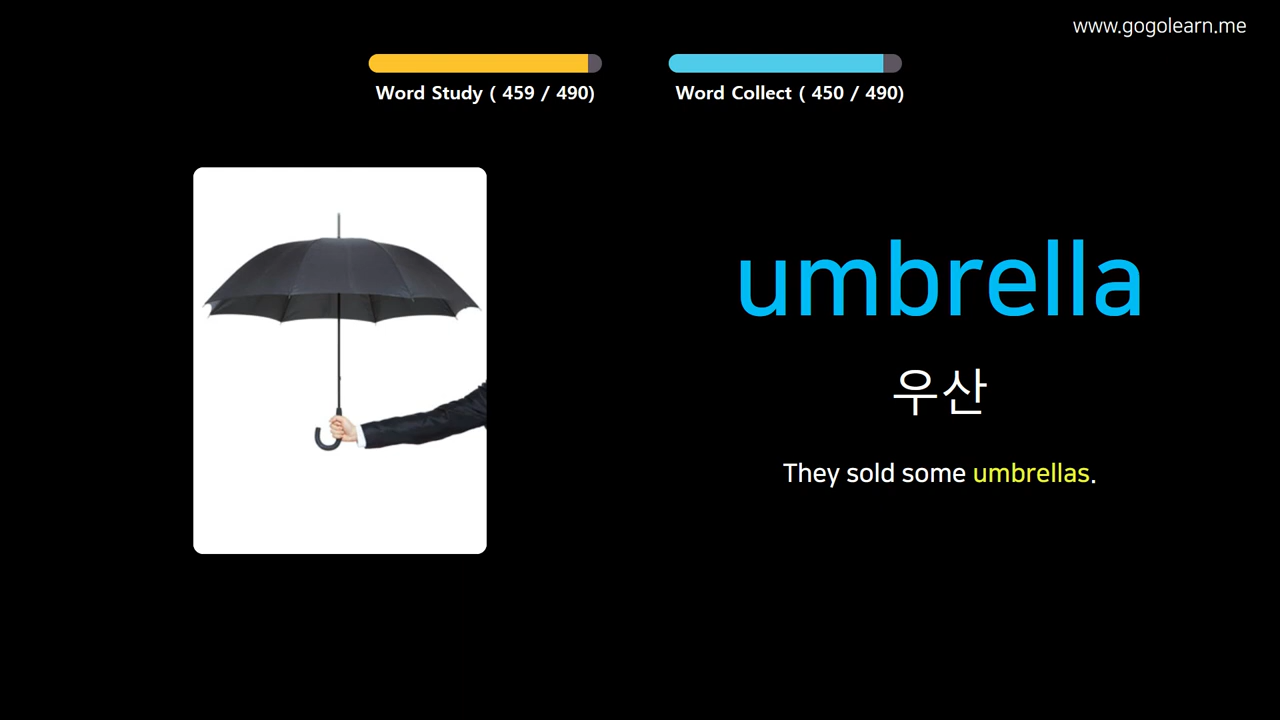 www.gogolearn.me
Word Study ( 459 / 490)
Word Collect ( 450 / 490)
umbrella
우산
They sold some umbrellas.